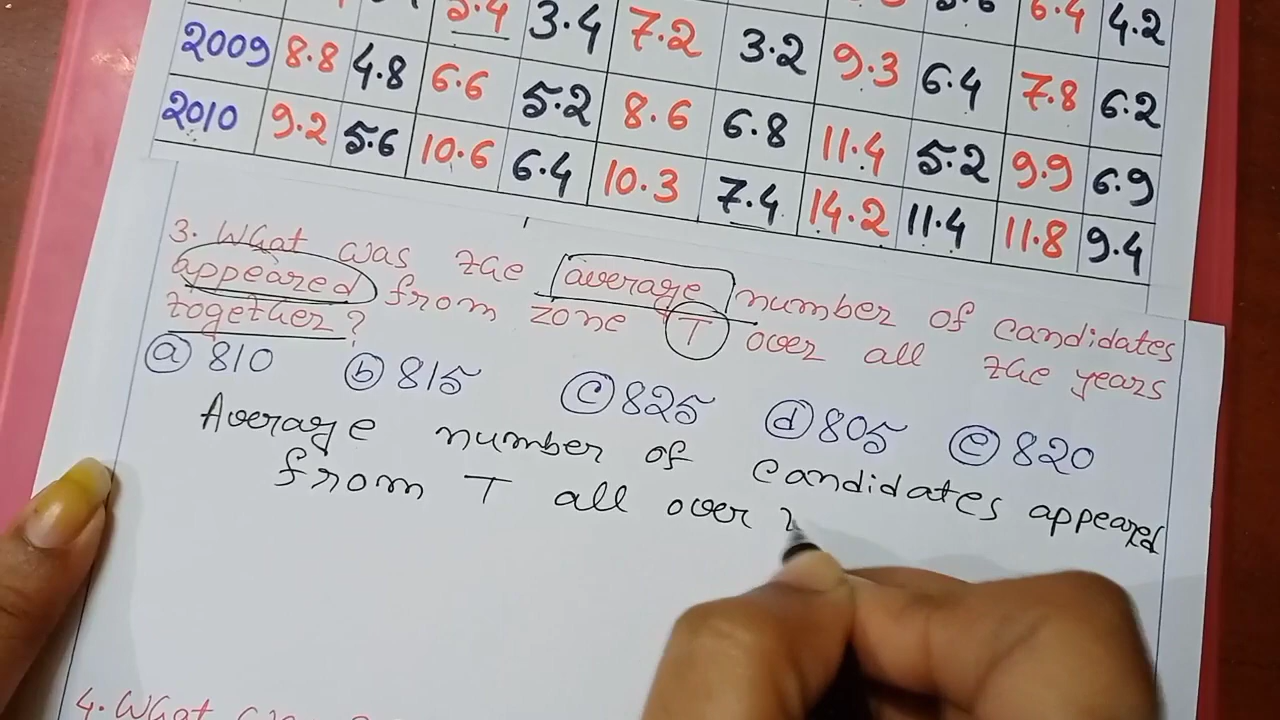 6.4 4.2
5.4 3.4 7.2 3.2 9.3 6.4 7.8 6.2
2009 8.8 4.8 6.6 5.2 8.6 6.8 11.4 5.2 9.9 6.9
2010 9.2 5.6 10.6 6.4 10.3 7.4 14.2 11.4 11.8 9.4
3. What was the average number of candidates
appeared from zone T over all the years
together?
ⓐ 810 ⓑ 815 ⓒ 825 ⓓ 805 ⓔ 820
Average number of candidates appeared
from T all over
4. What